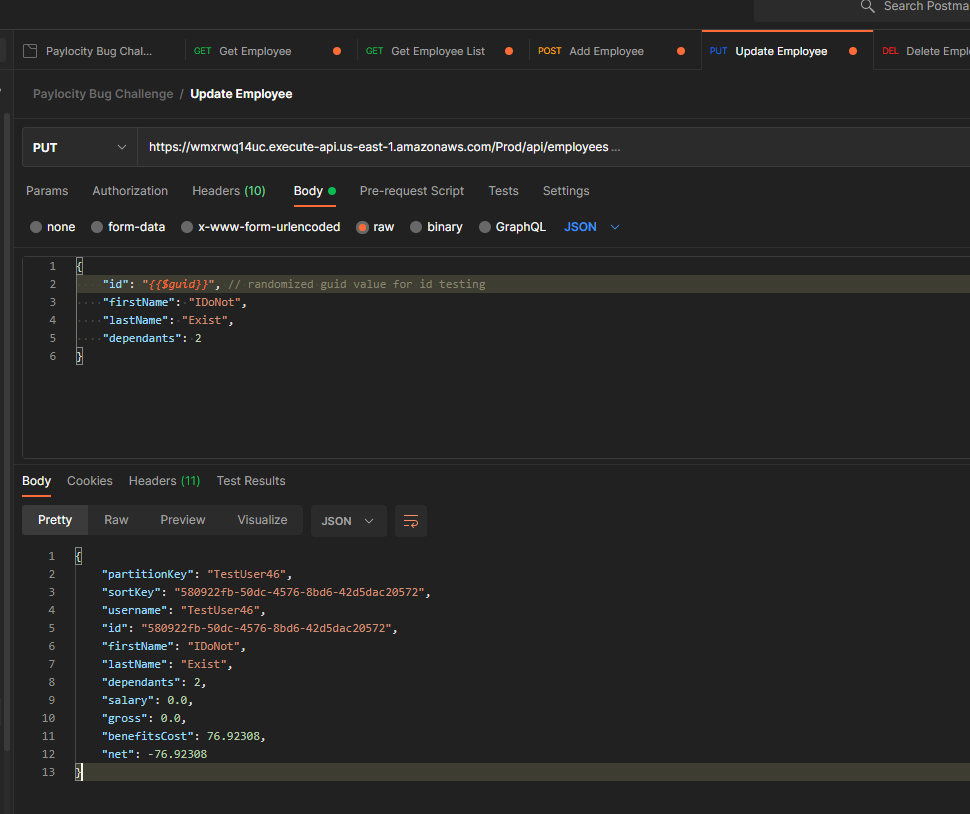 Search Postma
Paylocity Bug Chal...
GET Get Employee
GET Get Employee List
POST Add Employee
PUT Update Employee
DEL Delete Empl
Paylocity Bug Challenge / Update Employee
PUT https://wmxrwq14uc.execute-api.us-east-1.amazonaws.com/Prod/api/employees ...
Params Authorization Headers (10) Body Pre-request Script Tests Settings
none form-data x-www-form-urlencoded raw binary GraphQL JSON
1 {
2 "id": "{{$guid}}", // randomized guid value for id testing
3 "firstName": "IDoNot",
4 "lastName": "Exist",
5 "dependants": 2
6 }
Body Cookies Headers (11) Test Results
Pretty Raw Preview Visualize JSON
1 {
2 "partitionKey": "TestUser46",
3 "sortKey": "580922fb-50dc-4576-8bd6-42d5dac20572",
4 "username": "TestUser46",
5 "id": "580922fb-50dc-4576-8bd6-42d5dac20572",
6 "firstName": "IDoNot",
7 "lastName": "Exist",
8 "dependants": 2,
9 "salary": 0.0,
10 "gross": 0.0,
11 "benefitsCost": 76.92308,
12 "net": -76.92308
13 }